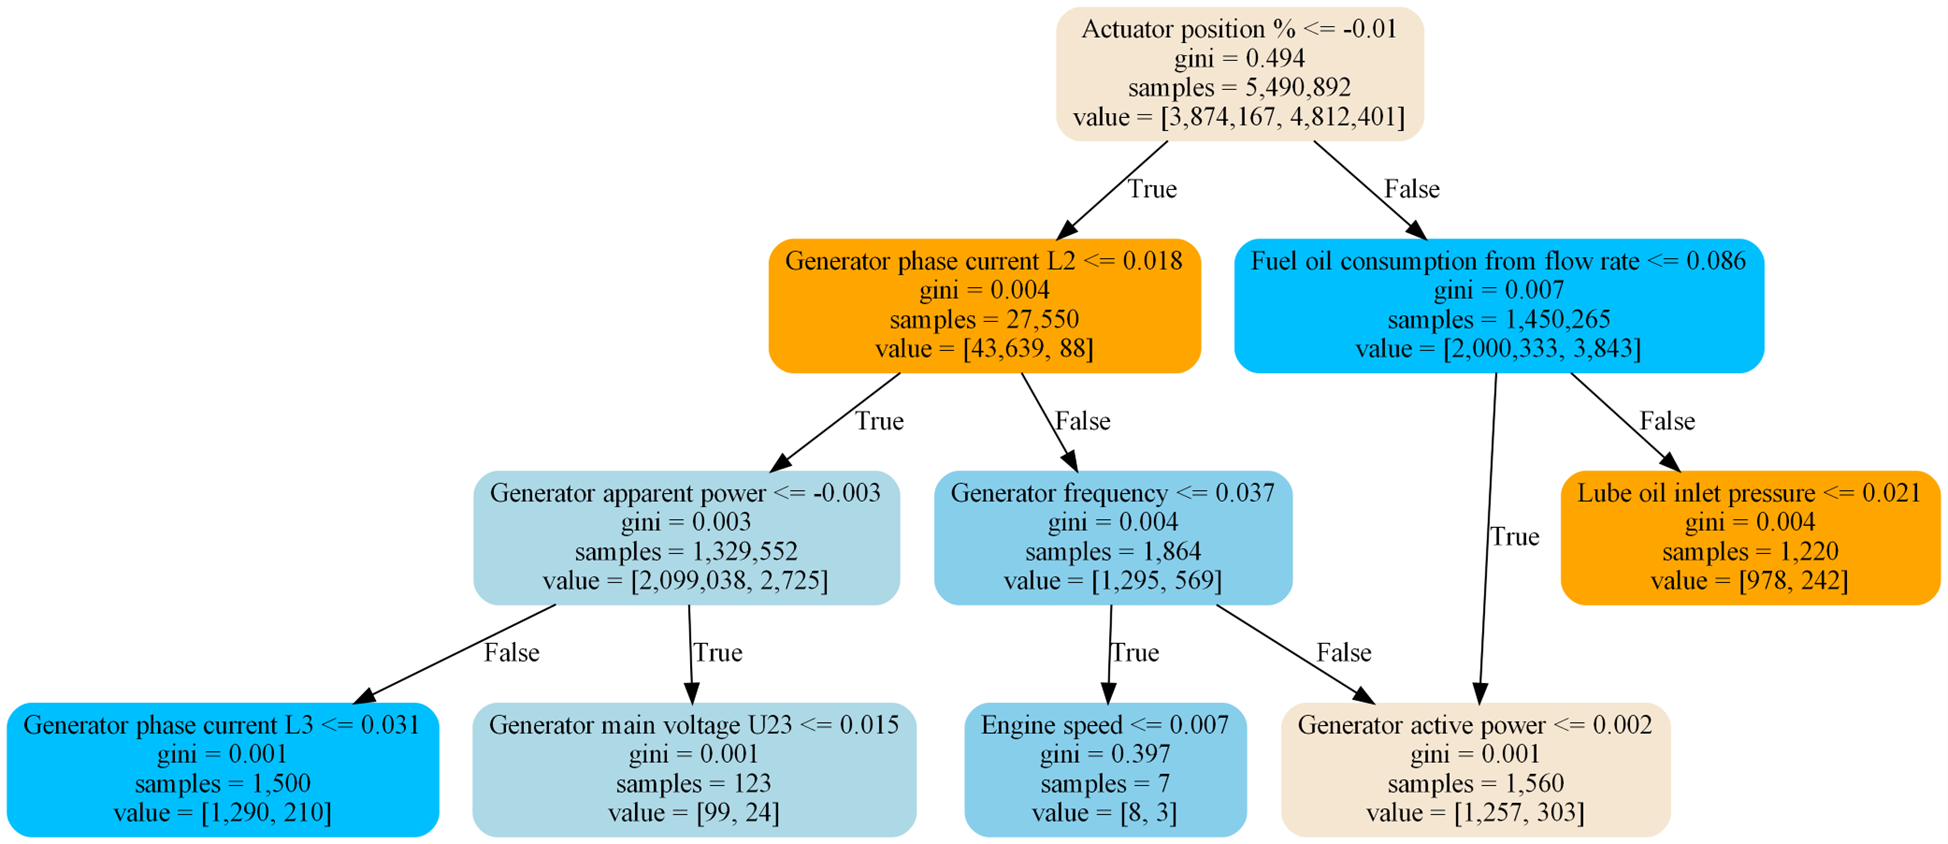 Actuator position % <= -0.01
gini = 0.494
samples = 5,490,892
value = [3,874,167, 4,812,401]
True
False
Generator phase current L2 <= 0.018
gini = 0.004
samples = 27,550
value = [43,639, 88]
Fuel oil consumption from flow rate <= 0.086
gini = 0.007
samples = 1,450,265
value = [2,000,333, 3,843]
True
False
True
False
Generator apparent power <= -0.003
gini = 0.003
samples = 1,329,552
value = [2,099,038, 2,725]
Generator frequency <= 0.037
gini = 0.004
samples = 1,864
value = [1,295, 569]
Lube oil inlet pressure <= 0.021
gini = 0.004
samples = 1,220
value = [978, 242]
False
True
True
False
Generator phase current L3 <= 0.031
gini = 0.001
samples = 1,500
value = [1,290, 210]
Generator main voltage U23 <= 0.015
gini = 0.001
samples = 123
value = [99, 24]
Engine speed <= 0.007
gini = 0.397
samples = 7
value = [8, 3]
Generator active power <= 0.002
gini = 0.001
samples = 1,560
value = [1,257, 303]